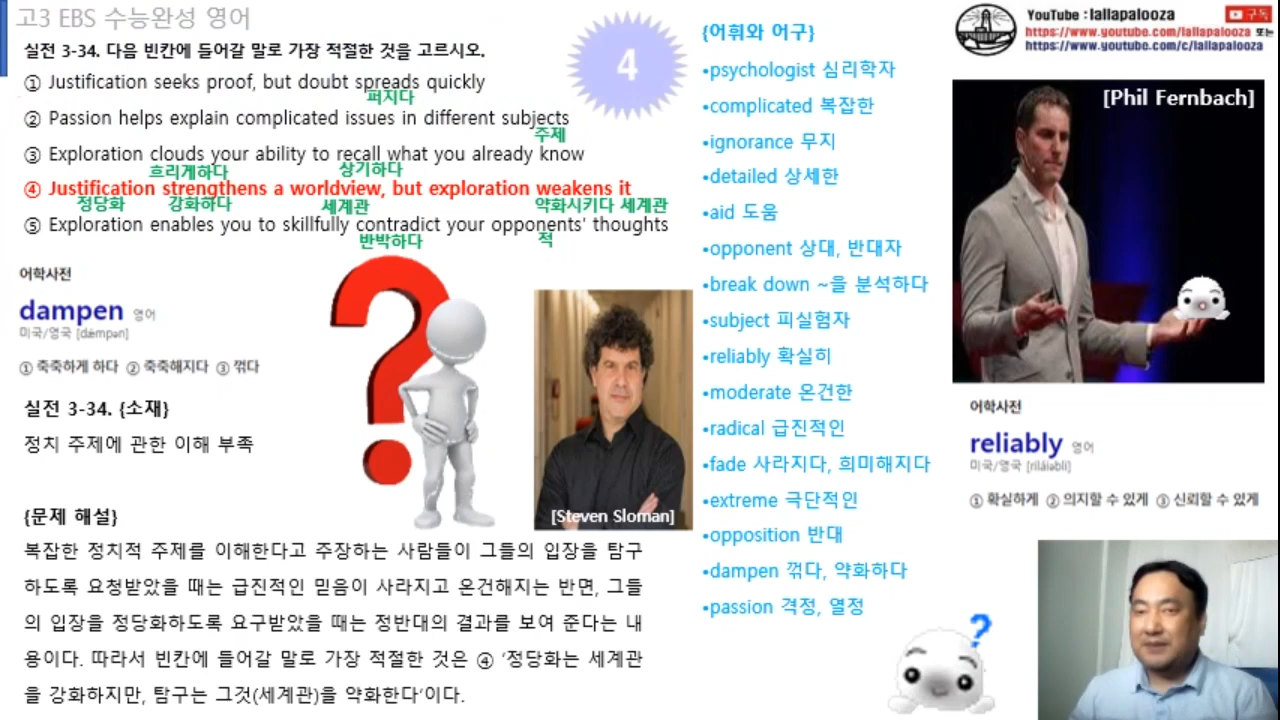 고3 EBS 수능완성 영어
실전 3-34. 다음 빈칸에 들어갈 말로 가장 적절한 것을 고르시오.
① Justification seeks proof, but doubt spreads quickly
퍼지다
② Passion helps explain complicated issues in different subjects
주제
③ Exploration clouds your ability to recall what you already know
흐리게하다 상기하다
④ Justification strengthens a worldview, but exploration weakens it
정당화 강화하다 세계관 약화시키다 세계관
⑤ Exploration enables you to skillfully contradict your opponents' thoughts
반박하다 적
4
어학사전
dampen 영어
미국/영국 [dǽmpən]
① 축축하게 하다 ② 축축해지다 ③ 꺾다
실전 3-34. {소재}
정치 주제에 관한 이해 부족
[Steven Sloman]
{문제 해설}
복잡한 정치적 주제를 이해한다고 주장하는 사람들이 그들의 입장을 탐구
하도록 요청받았을 때는 급진적인 믿음이 사라지고 온건해지는 반면, 그들
의 입장을 정당화하도록 요구받았을 때는 정반대의 결과를 보여 준다는 내
용이다. 따라서 빈칸에 들어갈 말로 가장 적절한 것은 ④ ‘정당화는 세계관
을 강화하지만, 탐구는 그것(세계관)을 약화한다’이다.
{어휘와 어구}
•psychologist 심리학자
•complicated 복잡한
•ignorance 무지
•detailed 상세한
•aid 도움
•opponent 상대, 반대자
•break down ~을 분석하다
•subject 피실험자
•reliably 확실히
•moderate 온건한
•radical 급진적인
•fade 사라지다, 희미해지다
•extreme 극단적인
•opposition 반대
•dampen 꺾다, 약화하다
•passion 격정, 열정
YouTube : lallapalooza 구독
https://www.youtube.com/lallapalooza 또는
https://www.youtube.com/c/lallapalooza
[Phil Fernbach]
어학사전
reliably 영어
미국/영국 [riláiəbli]
① 확실하게 ② 의지할 수 있게 ③ 신뢰할 수 있게